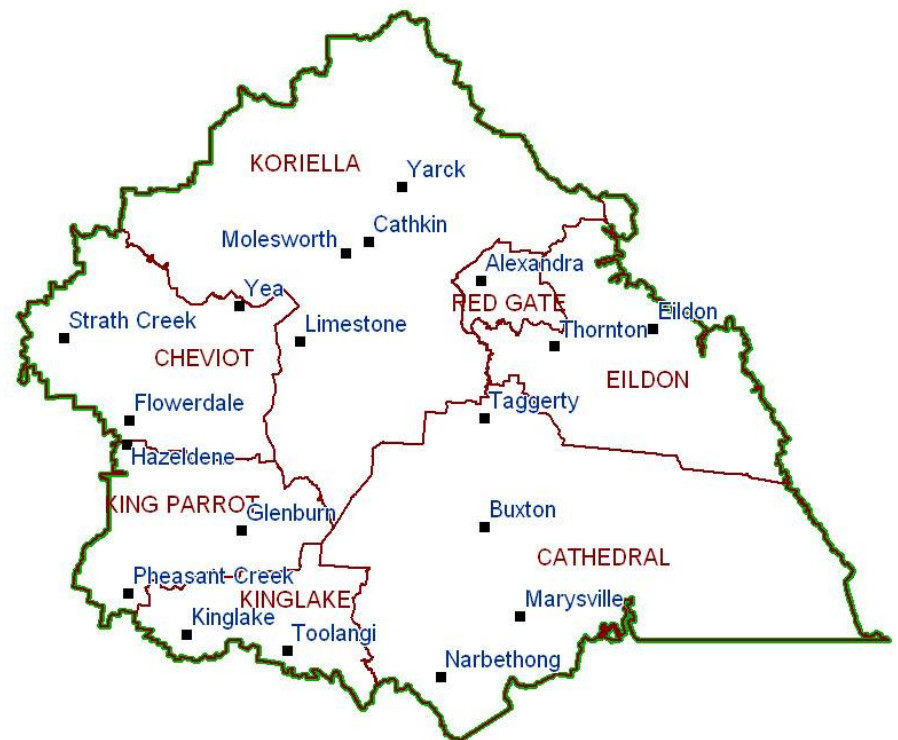 KORIELLA
Yarck
Cathkin
Molesworth
Alexandra
Yea
RED GATE
Eildon
Strath Creek
Limestone
Thornton
CHEVIOT
EILDON
Flowerdale
Taggerty
Hazeldene
KING PARROT
Glenburn
Buxton
CATHEDRAL
Pheasant Creek
KINGLAKE
Marysville
Kinglake
Toolangi
Narbethong